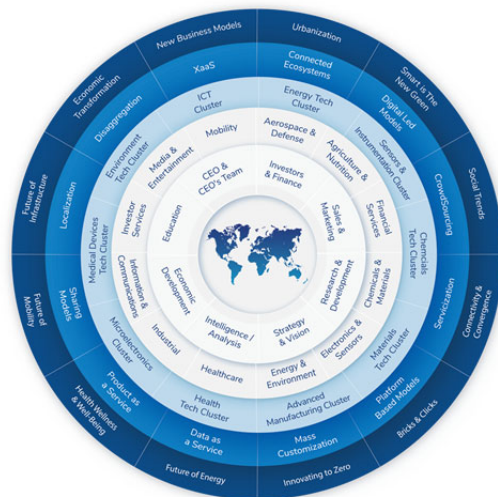 Urbanization
Smart is The
New Green
Social Trends
Connectivity &
Convergence
Bricks & Clicks
Innovating to Zero
Future of Energy
Health Wellness
& Well-Being
Future of
Mobility
Future of
Infrastructure
Economic
Transformation
New Business Models
Connected
Ecosystems
Digital Led
Models
CrowdSourcing
Servicization
Platform
Based Models
Mass
Customization
Data as
a Service
Product as
a Service
Sharing
Models
Localization
Disaggregation
XaaS
Energy Tech
Cluster
Sensors &
Instrumentation Cluster
Chemcials
Tech Cluster
Materials
Tech Cluster
Advanced
Manufacturing Cluster
Health
Tech Cluster
Microelectronics
Cluster
Medical Devices
Tech Cluster
Environment
Tech Cluster
ICT
Cluster
Aerospace &
Defense
Agriculture &
Nutrition
Financial
Services
Chemicals &
Materials
Electronics &
Sensors
Energy &
Environment
Healthcare
Industrial
Information &
Communications
Investor
Services
Media &
Entertainment
Mobility
Investors
& Finance
Sales &
Marketing
Research &
Development
Strategy
& Vision
Intelligence /
Analysis
Economic
Development
Education
CEO &
CEO's Team